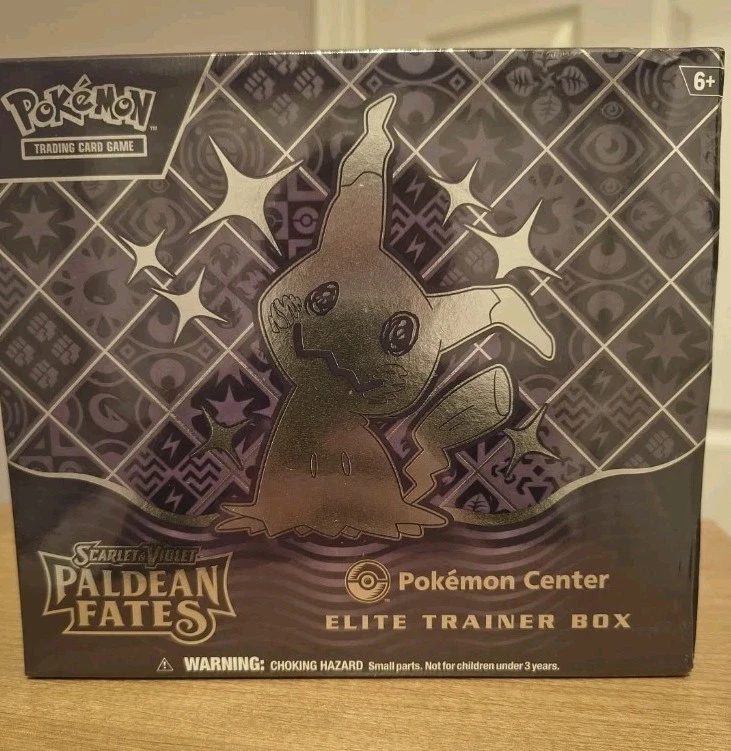 POKéMON
TM
TRADING CARD GAME
6+
SCARLET & VIOLET
PALDEAN
FATES
Pokémon Center
ELITE TRAINER BOX
WARNING: CHOKING HAZARD Small parts. Not for children under 3 years.